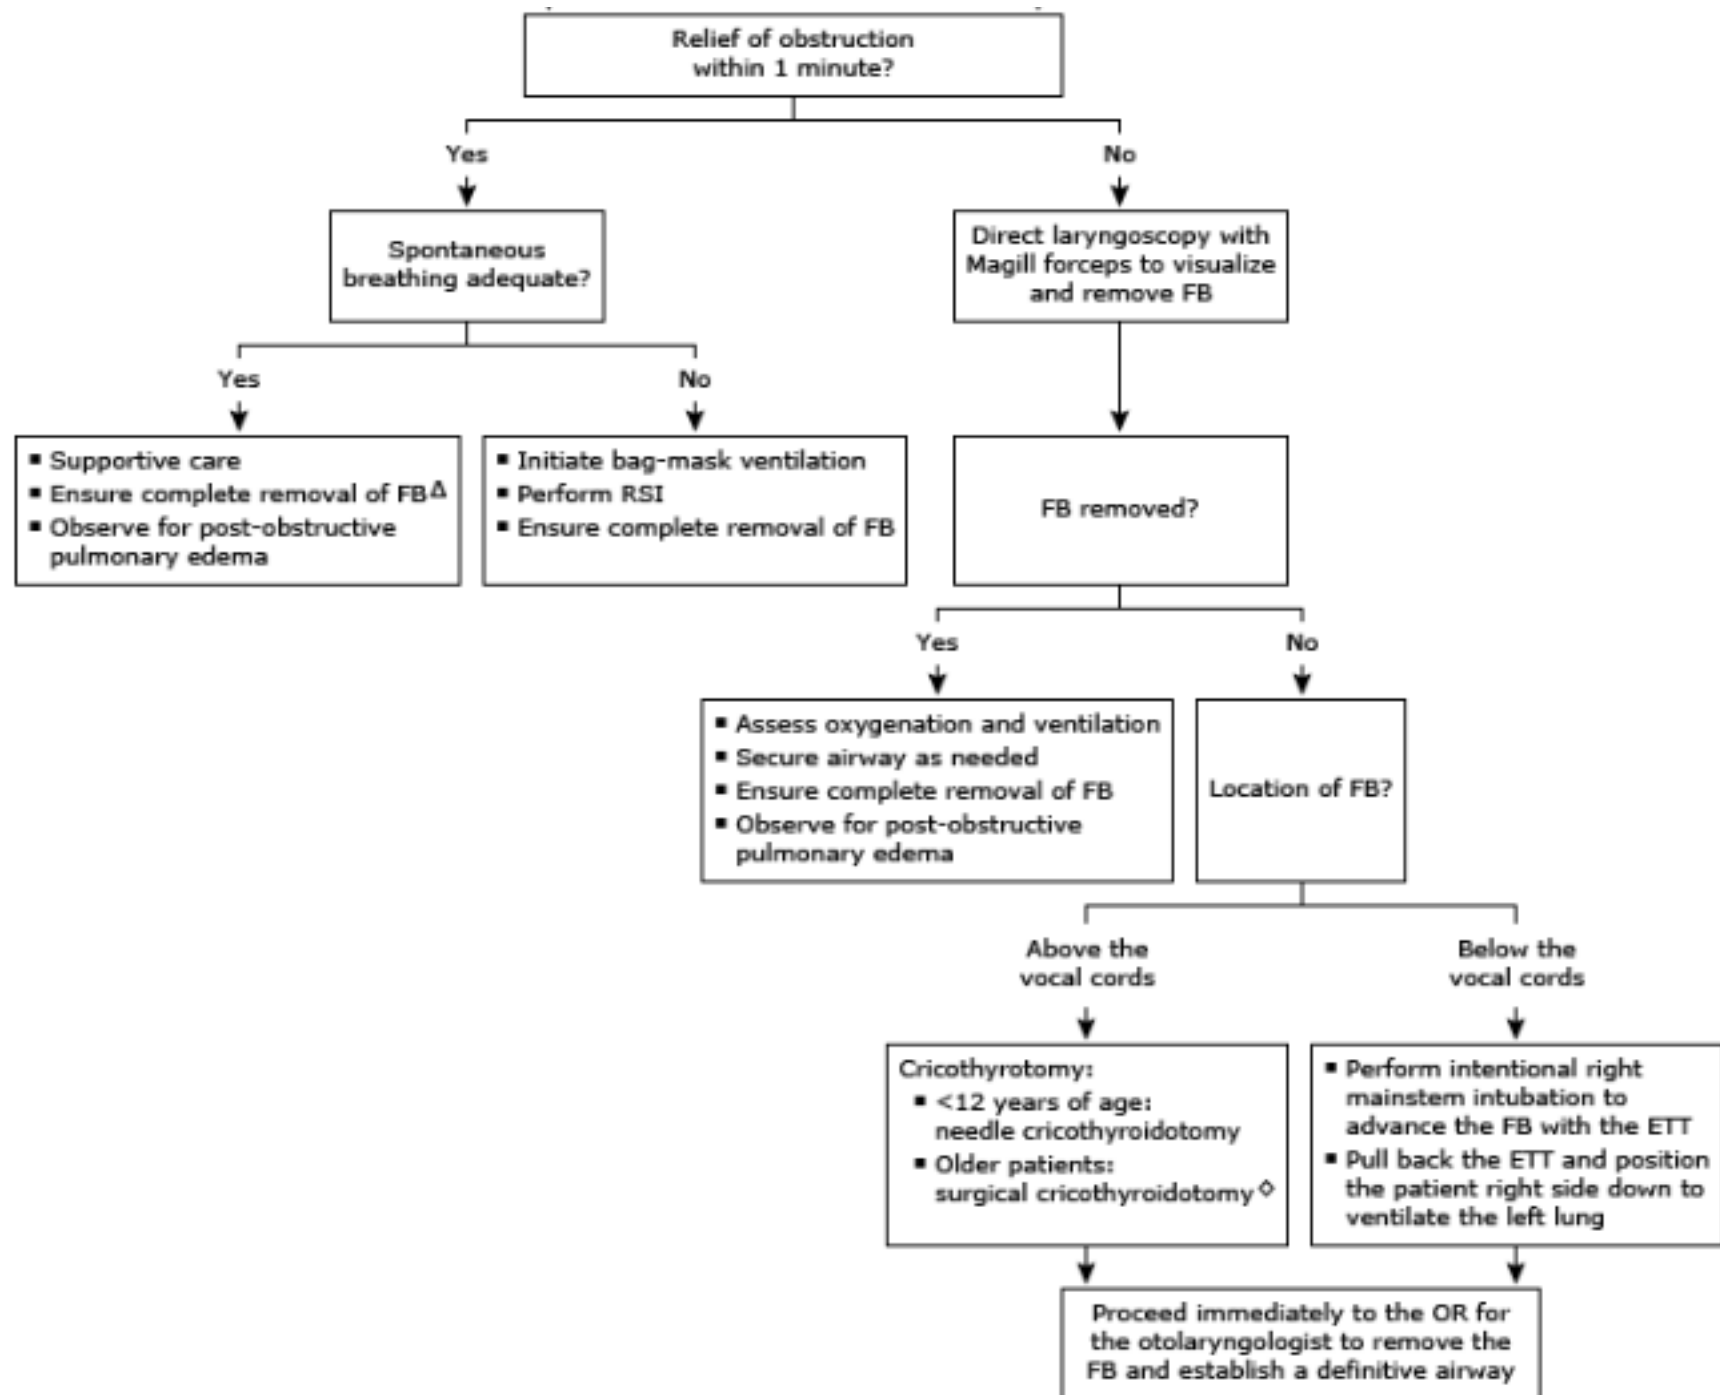 Relief of obstruction
within 1 minute?
Yes
No
Spontaneous
breathing adequate?
Direct laryngoscopy with
Magill forceps to visualize
and remove FB
Yes
No
▪ Supportive care
▪ Ensure complete removal of FBΔ
▪ Observe for post-obstructive
pulmonary edema
▪ Initiate bag-mask ventilation
▪ Perform RSI
▪ Ensure complete removal of FB
FB removed?
Yes
No
▪ Assess oxygenation and ventilation
▪ Secure airway as needed
▪ Ensure complete removal of FB
▪ Observe for post-obstructive
pulmonary edema
Location of FB?
Above the
vocal cords
Below the
vocal cords
Cricothyrotomy:
▪ <12 years of age:
needle cricothyroidotomy
▪ Older patients:
surgical cricothyroidotomy◇
▪ Perform intentional right
mainstem intubation to
advance the FB with the ETT
▪ Pull back the ETT and position
the patient right side down to
ventilate the left lung
Proceed immediately to the OR for
the otolaryngologist to remove the
FB and establish a definitive airway